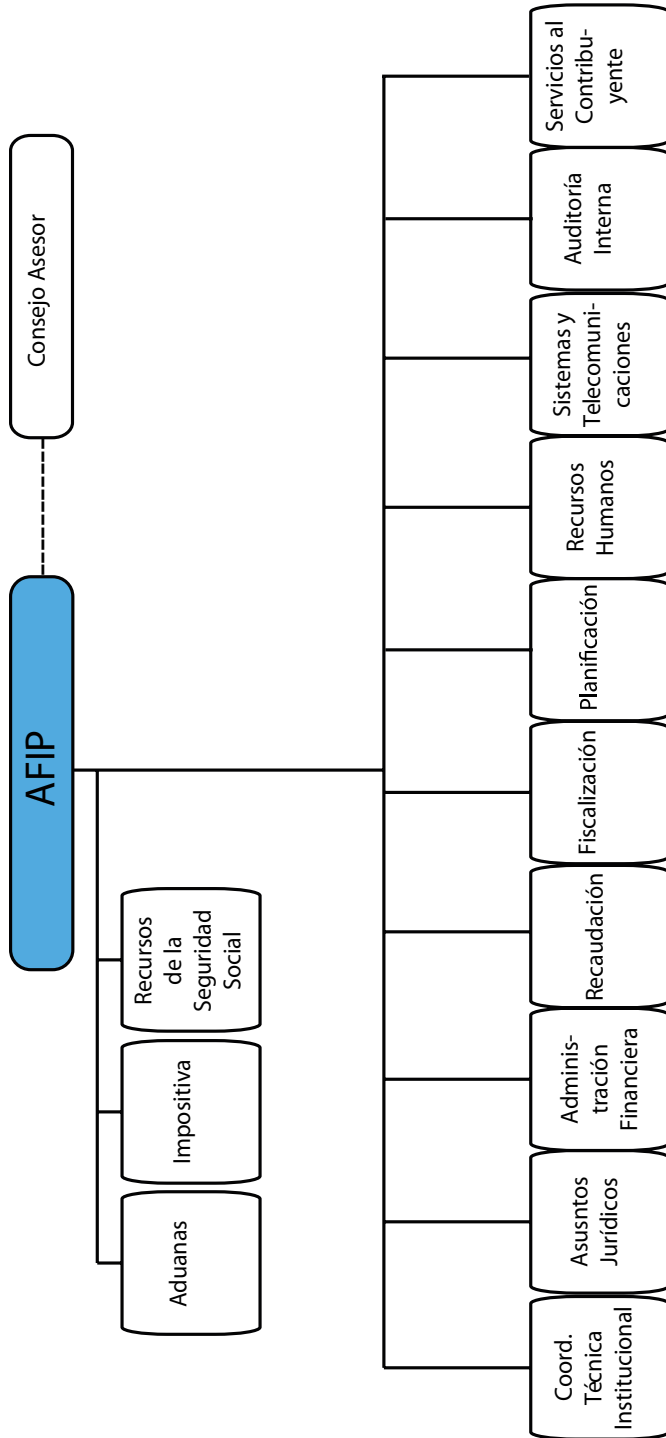 AFIP
Consejo Asesor
Aduanas
Impositiva
Recursos
de la
Seguridad
Social
Coord.
Técnica
Institucional
Asusntos
Jurídicos
Adminis-
tración
Financiera
Recaudación
Fiscalización
Planificación
Recursos
Humanos
Sistemas y
Telecomuni-
caciones
Auditoría
Interna
Servicios al
Contribu-
yente